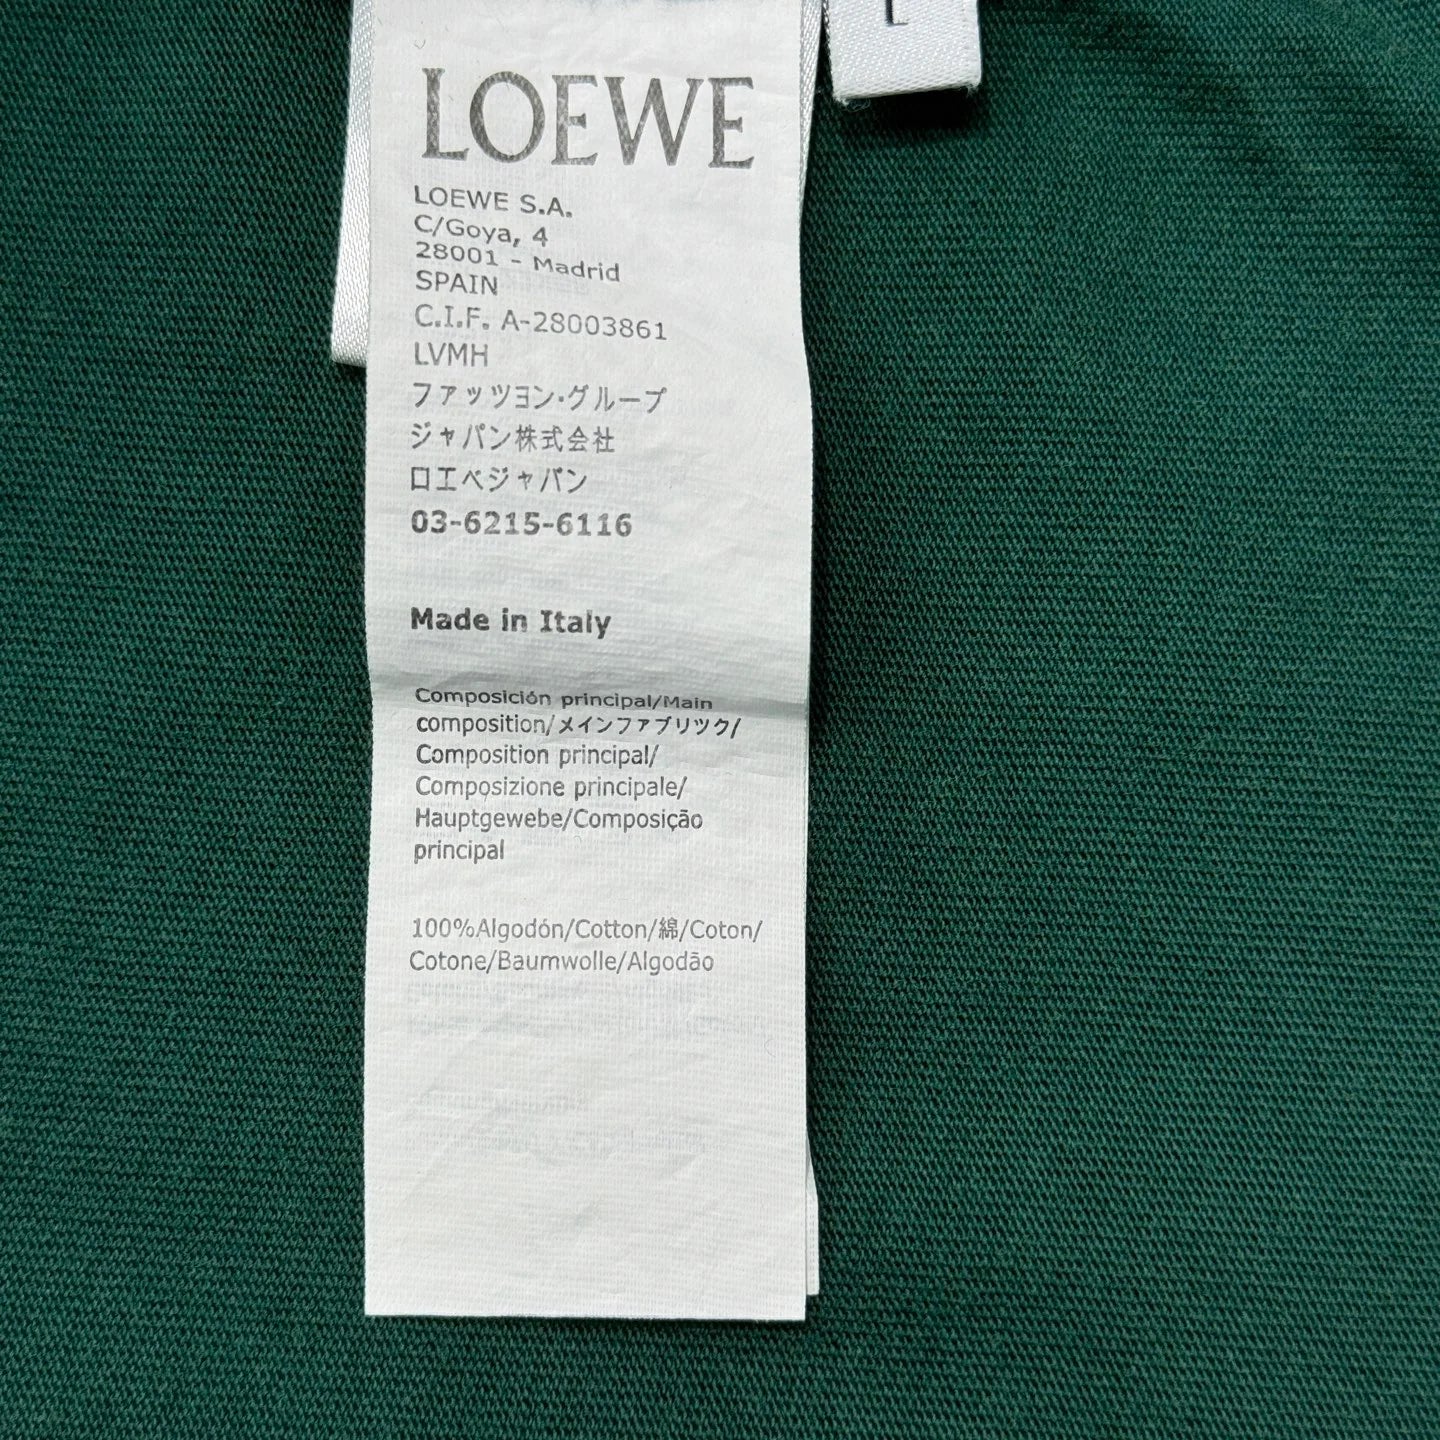 L
LOEWE
LOEWE S.A.
C/Goya, 4
28001 - Madrid
SPAIN
C.I.F. A-28003861
LVMH
ファッツョン·グループ
ジャパン株式会社
ロエベジャパン
03-6215-6116
Made in Italy
Composición principal/Main
composition/メインファブリツク/
Composition principal/
Composizione principale/
Hauptgewebe/Composição
principal
100%Algodón/Cotton/綿/Coton/
Cotone/Baumwolle/Algodão